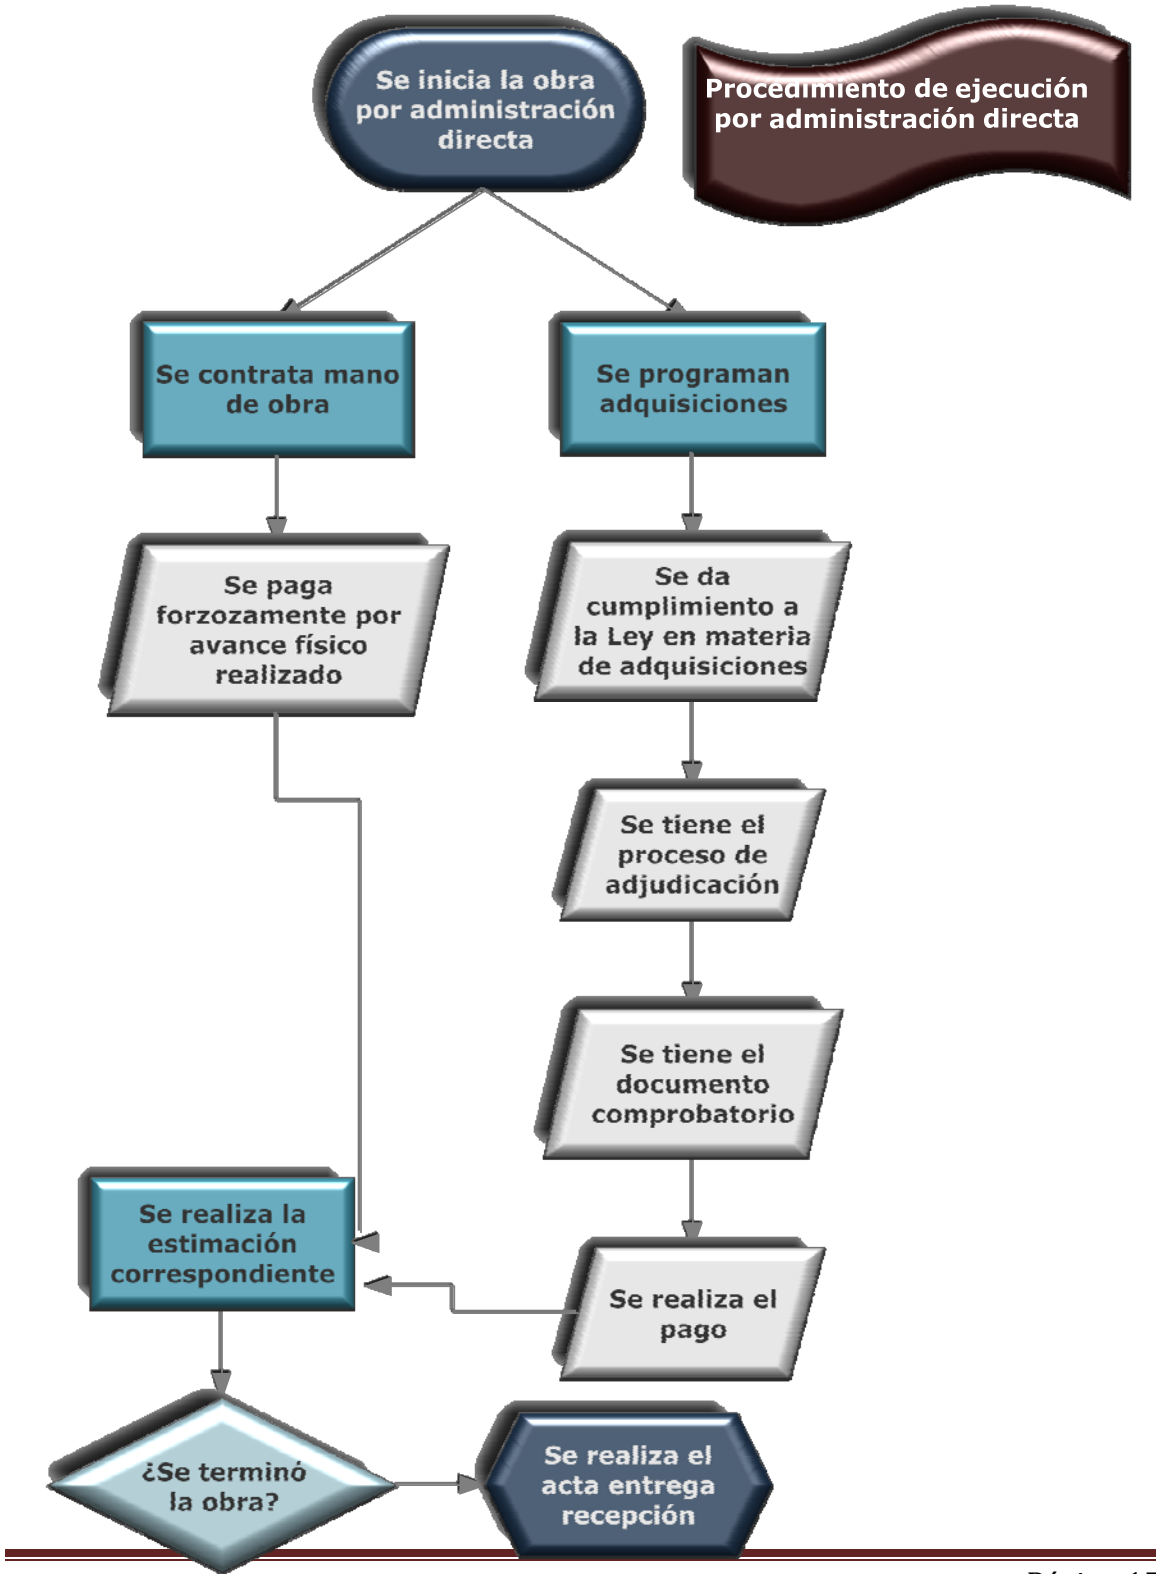 Se inicia la obra
por administración
directa
Procedimiento de ejecución
por administración directa
Se contrata mano
de obra
Se programan
adquisiciones
Se paga
forzozamente por
avance físico
realizado
Se da
cumplimiento a
la Ley en materia
de adquisiciones
Se tiene el
proceso de
adjudicación
Se tiene el
documento
comprobatorio
Se realiza la
estimación
correspondiente
Se realiza el
pago
¿Se terminó
la obra?
Se realiza el
acta entrega
recepción